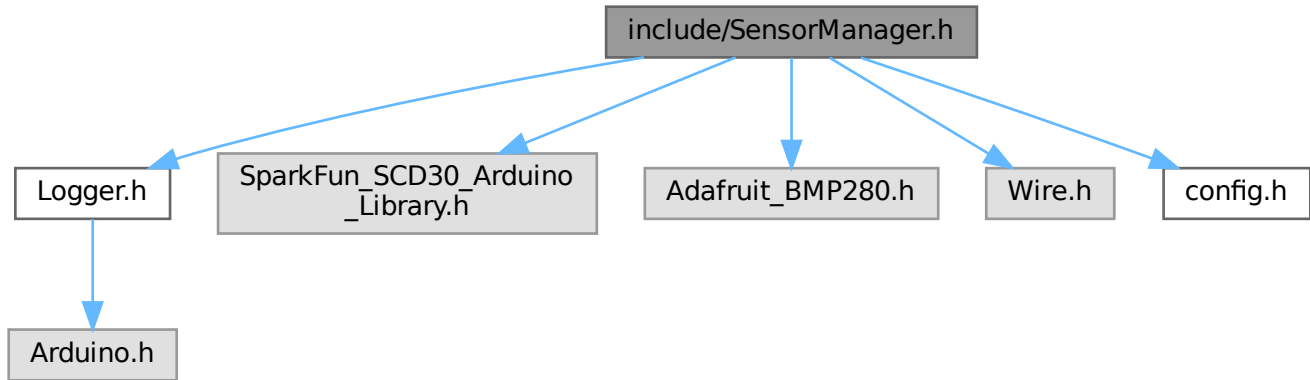 include/SensorManager.h
Logger.h
SparkFun_SCD30_Arduino
_Library.h
Adafruit_BMP280.h
Wire.h
config.h
Arduino.h